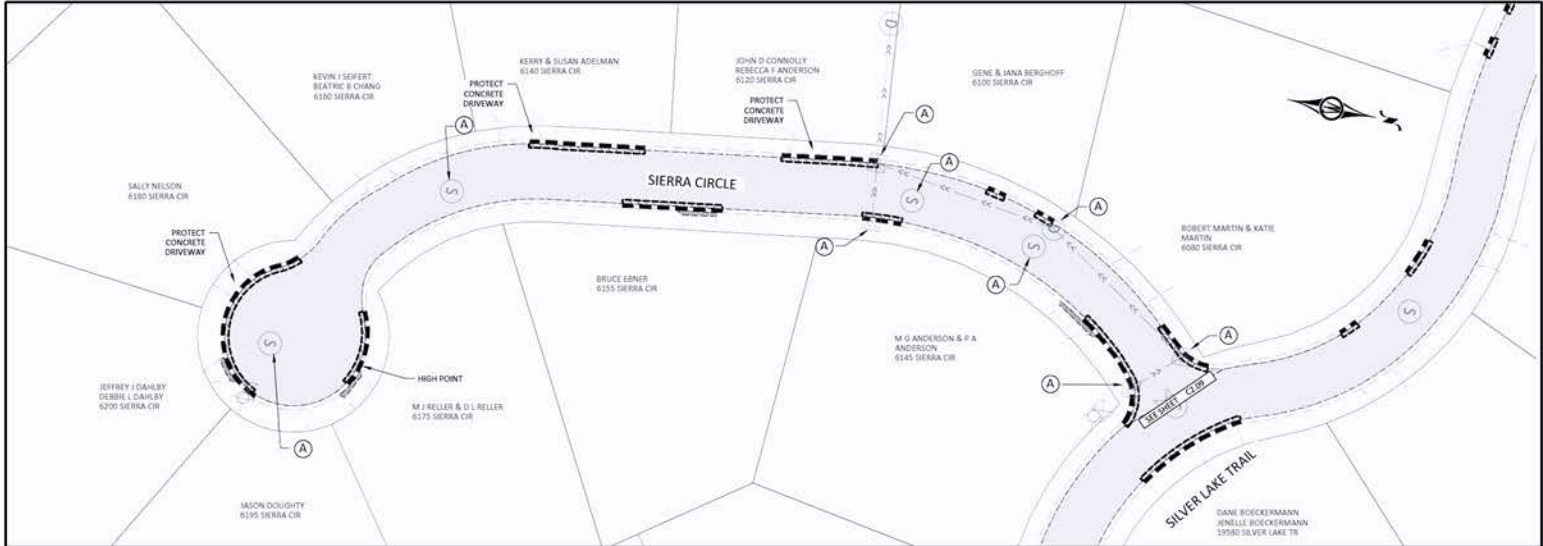 KEVIN J SEIFERT
BEATRIC B CHANG
6160 SIERRA CIR
KERRY & SUSAN ADELMAN
6140 SIERRA CIR
PROTECT
CONCRETE
DRIVEWAY
JOHN D CONNOLLY
REBECCA F ANDERSON
6120 SIERRA CIR
PROTECT
CONCRETE
DRIVEWAY
D
GENE & JANA BERGHOFF
6100 SIERRA CIR
N
A
A
A
S
S
SIERRA CIRCLE
SALLY NELSON
6180 SIERRA CIR
PROTECT
CONCRETE
DRIVEWAY
A
A
D
S
A
ROBERT MARTIN & KATIE
MARTIN
6080 SIERRA CIR
BRUCE EBNER
6155 SIERRA CIR
S
S
A
M G ANDERSON & P A
ANDERSON
6145 SIERRA CIR
HIGH POINT
A
JEFFREY J DAHLBY
DEBBIE L DAHLBY
6200 SIERRA CIR
M J RELLER & D L RELLER
6175 SIERRA CIR
SEE SHEET C2.09
A
JASON DOUGHTY
6195 SIERRA CIR
SILVER LAKE TRAIL
DANE BOECKERMANN
JENELLE BOECKERMANN
19580 SILVER LAKE TR